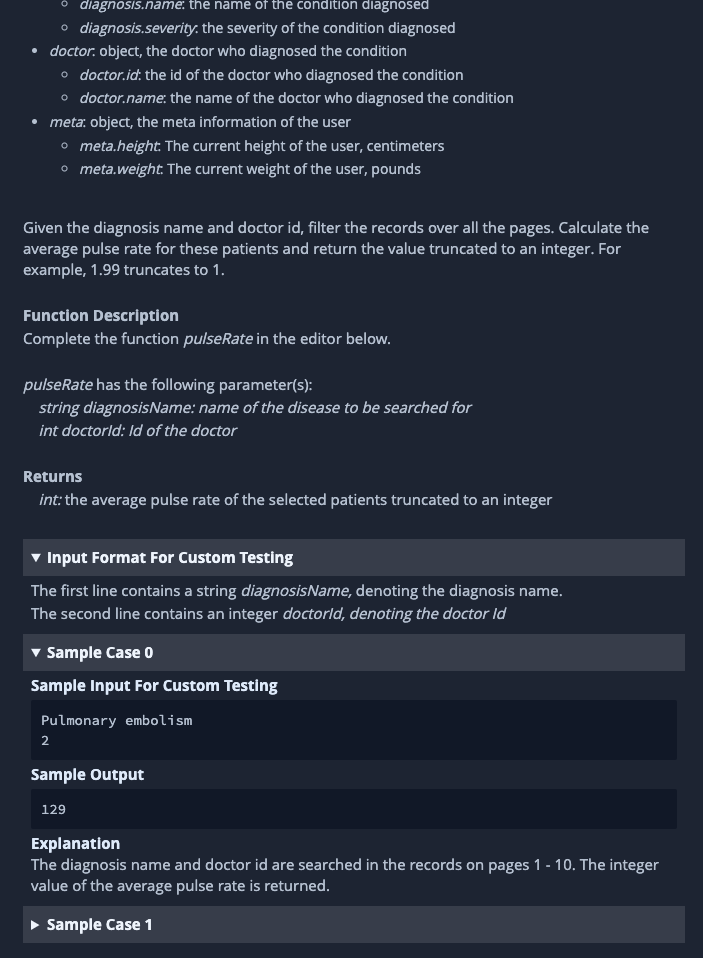 diagnosis.name: the name of the condition diagnosed
diagnosis.severity: the severity of the condition diagnosed
doctor: object, the doctor who diagnosed the condition
doctor.id: the id of the doctor who diagnosed the condition
doctor.name: the name of the doctor who diagnosed the condition
meta: object, the meta information of the user
meta.height: The current height of the user, centimeters
meta.weight: The current weight of the user, pounds
Given the diagnosis name and doctor id, filter the records over all the pages. Calculate the
average pulse rate for these patients and return the value truncated to an integer. For
example, 1.99 truncates to 1.
Function Description
Complete the function pulseRate in the editor below.
pulseRate has the following parameter(s):
string diagnosisName: name of the disease to be searched for
int doctorId: Id of the doctor
Returns
int: the average pulse rate of the selected patients truncated to an integer
Input Format For Custom Testing
The first line contains a string diagnosisName, denoting the diagnosis name.
The second line contains an integer doctorId, denoting the doctor Id
Sample Case 0
Sample Input For Custom Testing
Pulmonary embolism
2
Sample Output
129
Explanation
The diagnosis name and doctor id are searched in the records on pages 1 - 10. The integer
value of the average pulse rate is returned.
Sample Case 1